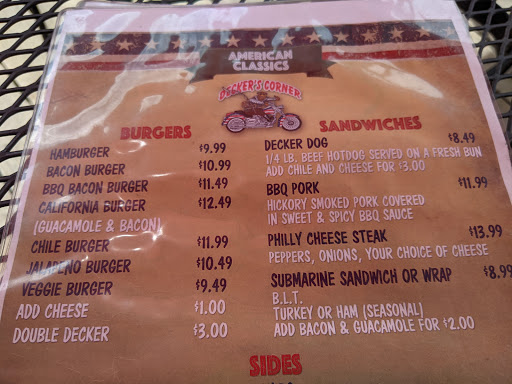 AMERICAN
CLASSICS
DECKER'S CORNER
BURGERS
HAMBURGER $9.99
BACON BURGER $10.99
BBQ BACON BURGER $11.49
CALIFORNIA BURGER $12.49
(GUACAMOLE & BACON)
CHILE BURGER $11.99
JALAPENO BURGER $10.49
VEGGIE BURGER $9.49
ADD CHEESE $1.00
DOUBLE DECKER $3.00
SANDWICHES
DECKER DOG $8.49
1/4 LB. BEEF HOTDOG SERVED ON A FRESH BUN
ADD CHILE AND CHEESE FOR $3.00
BBQ PORK $11.99
HICKORY SMOKED PORK COVERED
IN SWEET & SPICY BBQ SAUCE
PHILLY CHEESE STEAK $13.99
PEPPERS, ONIONS, YOUR CHOICE OF CHEESE
SUBMARINE SANDWICH OR WRAP $8.99
B.L.T.
TURKEY OR HAM (SEASONAL)
ADD BACON & GUACAMOLE FOR $2.00
SIDES